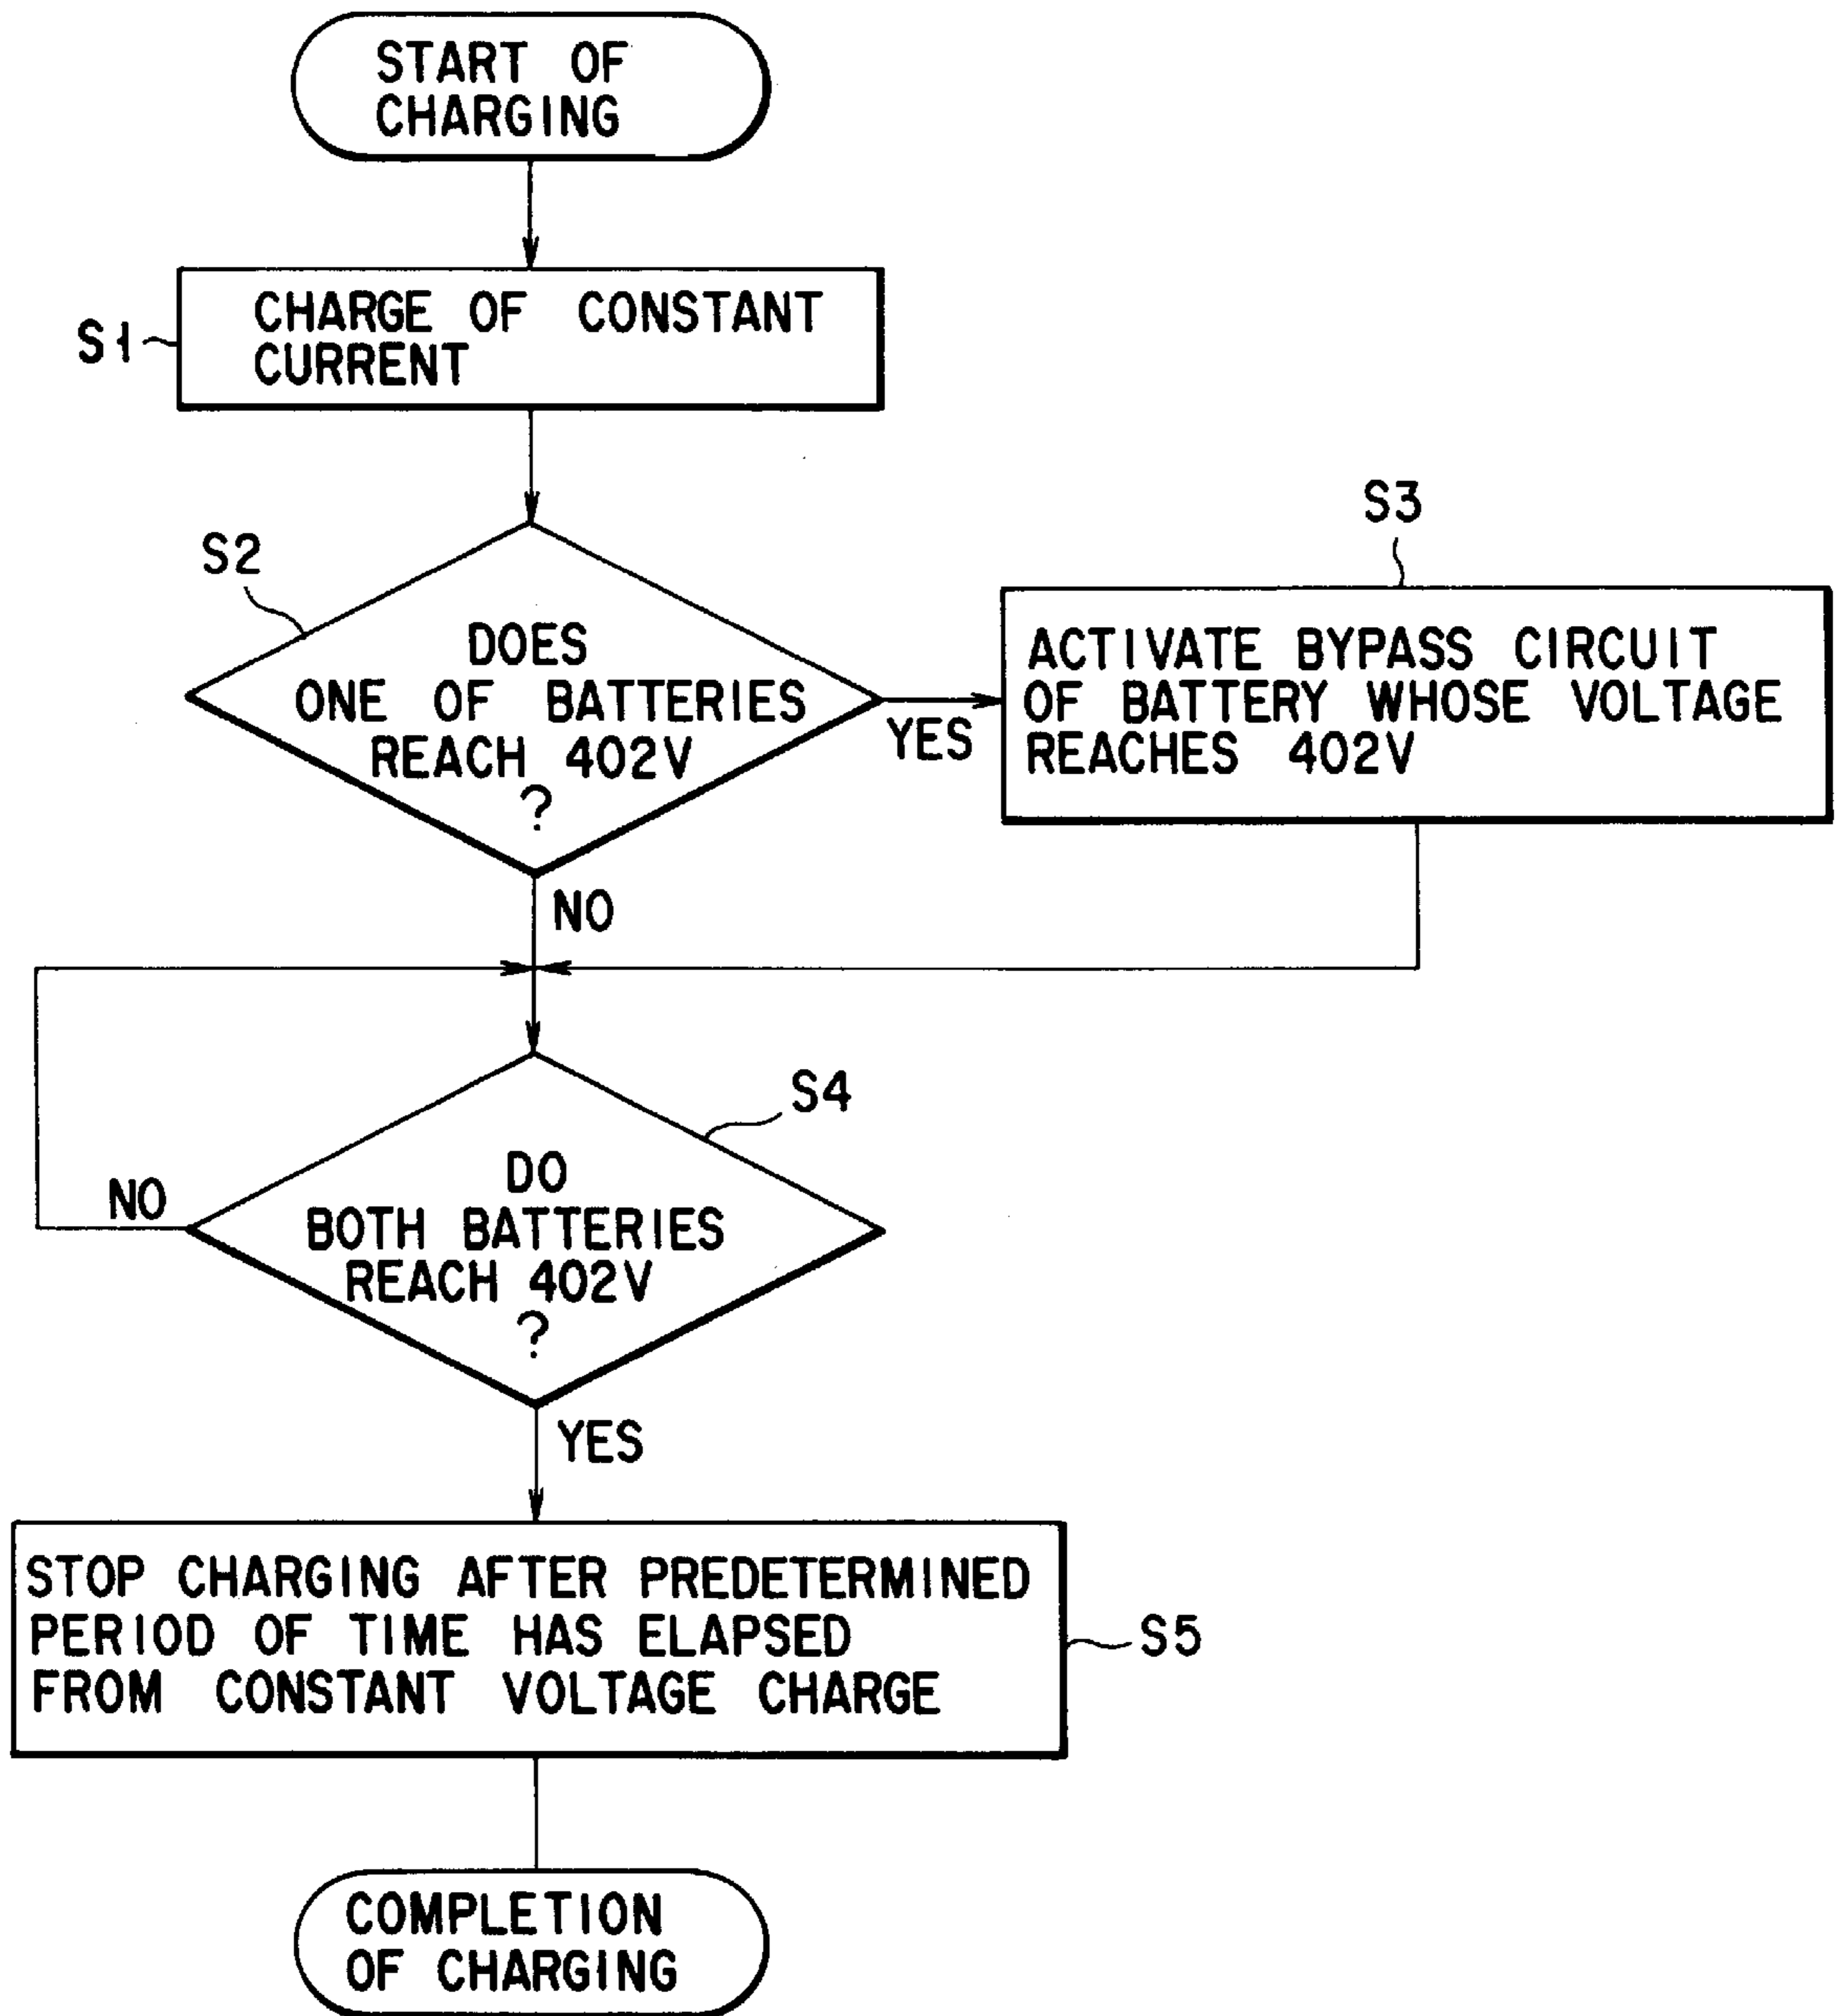 START OF
CHARGING
S1
CHARGE OF CONSTANT
CURRENT
S2
DOES
ONE OF BATTERIES
REACH 402V
?
YES
S3
ACTIVATE BYPASS CIRCUIT
OF BATTERY WHOSE VOLTAGE
REACHES 402V
NO
S4
DO
BOTH BATTERIES
REACH 402V
?
NO
YES
STOP CHARGING AFTER PREDETERMINED
PERIOD OF TIME HAS ELAPSED
FROM CONSTANT VOLTAGE CHARGE
S5
COMPLETION
OF CHARGING